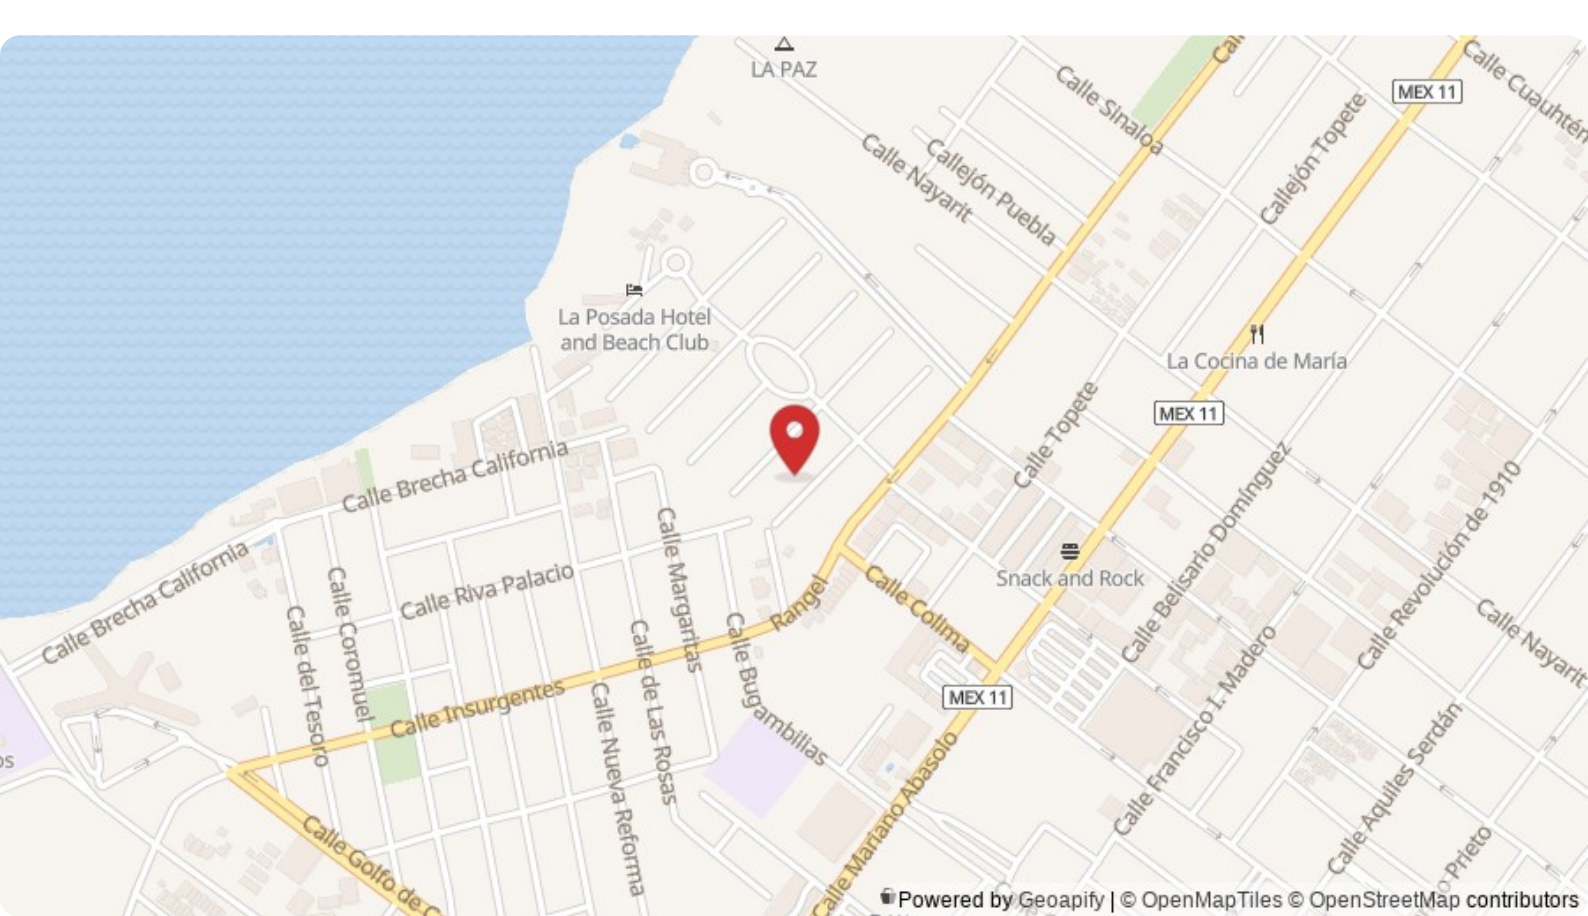 LA PAZ
Calle Sinaloa
MEX 11
Callejón Topete
Calle Nayarit
Callejón Puebla
La Posada Hotel
and Beach Club
La Cocina de María
MEX 11
Calle Topete
Calle Brecha California
Calle Belisario Domínguez
Calle Revolución de 1910
Calle Margaritas
Snack and Rock
Calle Brecha California
Calle Riva Palacio
Calle Coromuel
Calle del Tesoro
Rangel
Calle Colima
Calle de Las Rosas
Calle Bugambilias
Calle Francisco I. Madero
Calle Nayarit
Calle Insurgentes
Calle Nueva Reforma
MEX 11
Calle Mariano Abasolo
Calle Aquiles Serdán
Calle Golfo de C
Prieto
Powered by Geoapify | © OpenMapTiles © OpenStreetMap contributors